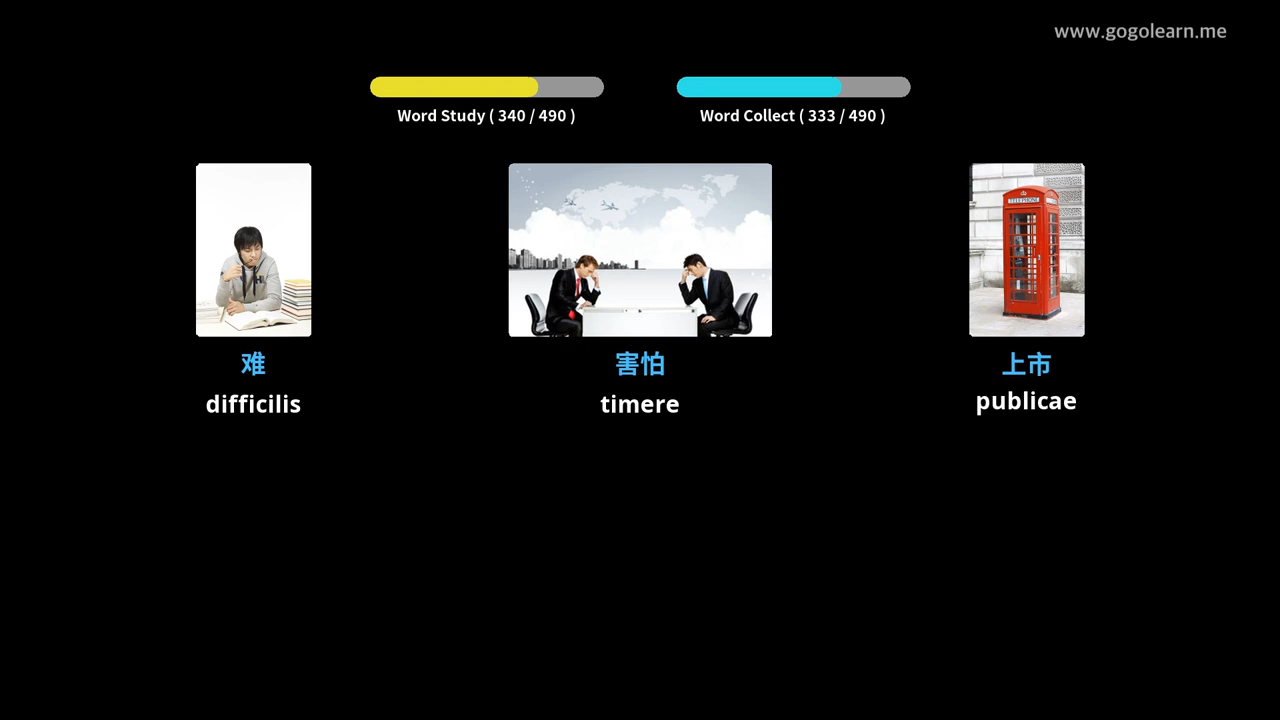 www.gogolearn.me
Word Study ( 340 / 490 )
Word Collect ( 333 / 490 )
TELEPHONE
难
害怕
上市
difficilis
timere
publicae